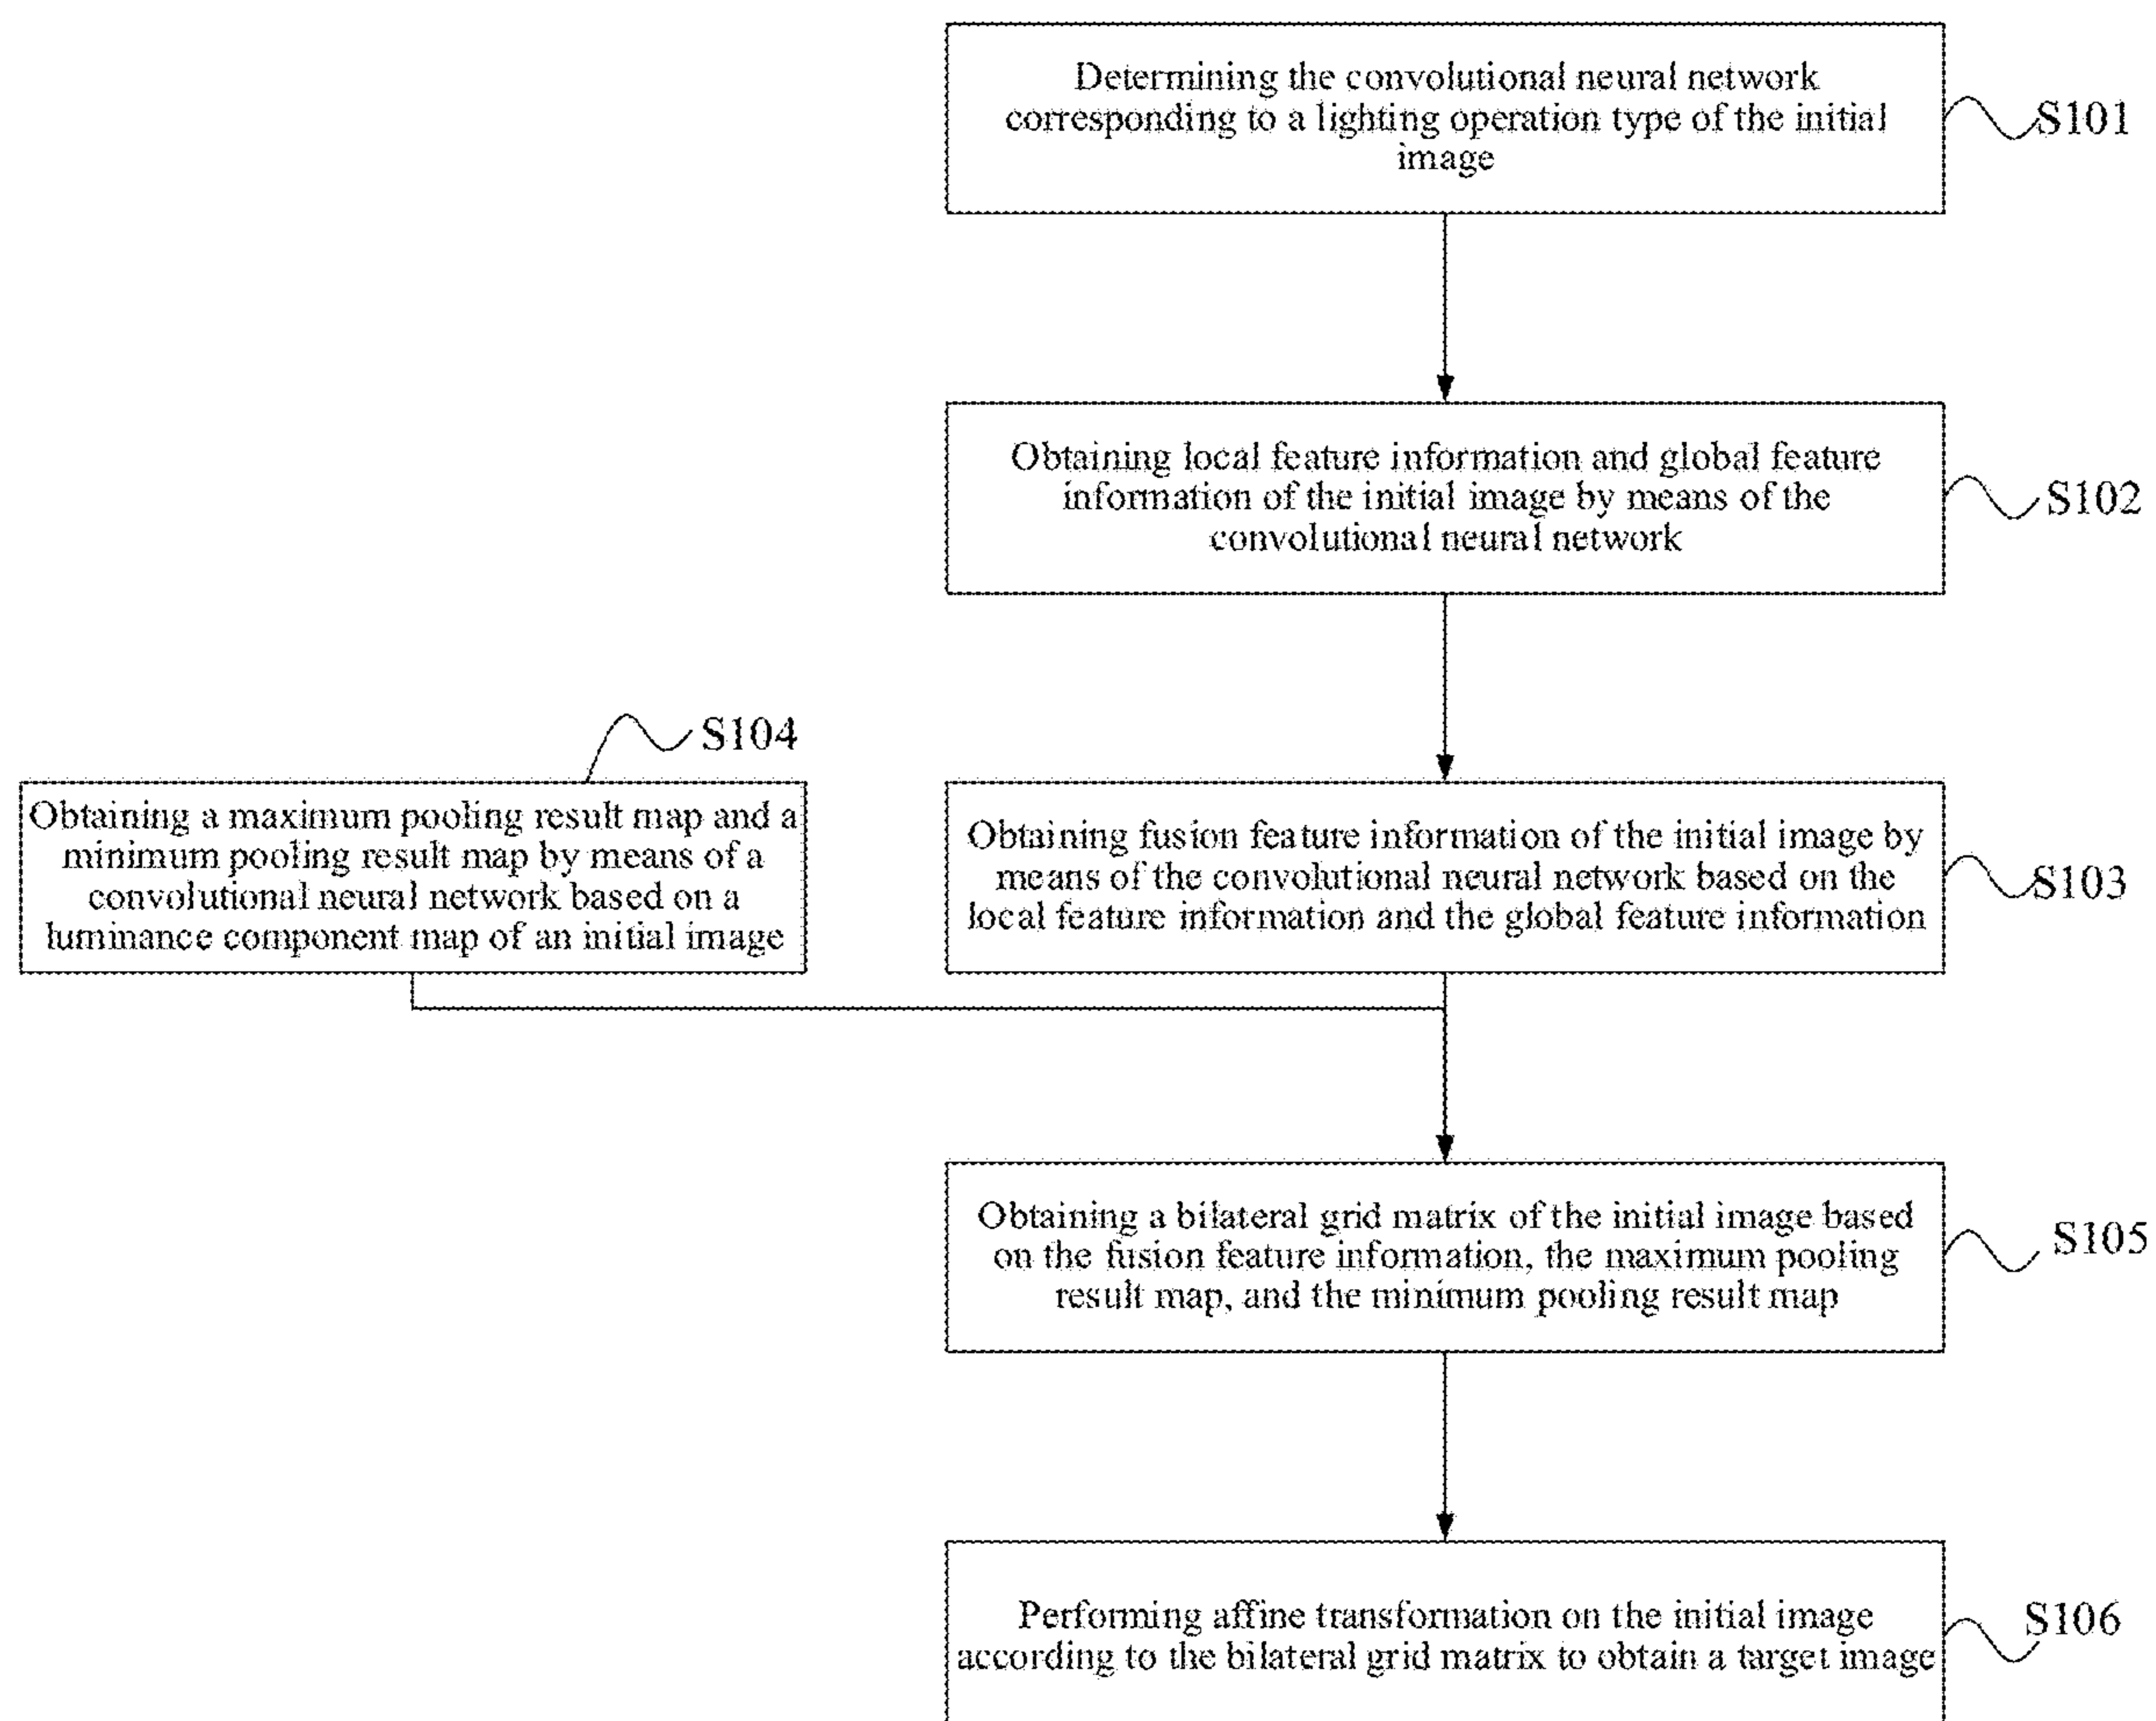 Determining the convolutional neural network
corresponding to a lighting operation type of the initial
image
S101
Obtaining local feature information and global feature
information of the initial image by means of the
convolutional neural network
S102
S104
Obtaining a maximum pooling result map and a
minimum pooling result map by means of a
convolutional neural network based on a
luminance component map of an initial image
Obtaining fusion feature information of the initial image by
means of the convolutional neural network based on the
local feature information and the global feature information
S103
Obtaining a bilateral grid matrix of the initial image based
on the fusion feature information, the maximum pooling
result map, and the minimum pooling result map
S105
Performing affine transformation on the initial image
according to the bilateral grid matrix to obtain a target image
S106